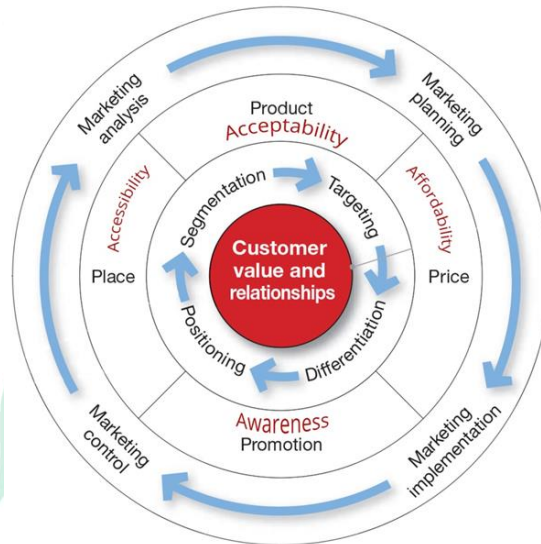 Marketing
analysis
Marketing
planning
Product
Acceptability
Accessibility
Segmentation
Targeting
Affordability
Place
Customer
value and
relationships
Price
Positioning
Differentiation
Awareness
Promotion
Marketing
control
Marketing
implementation